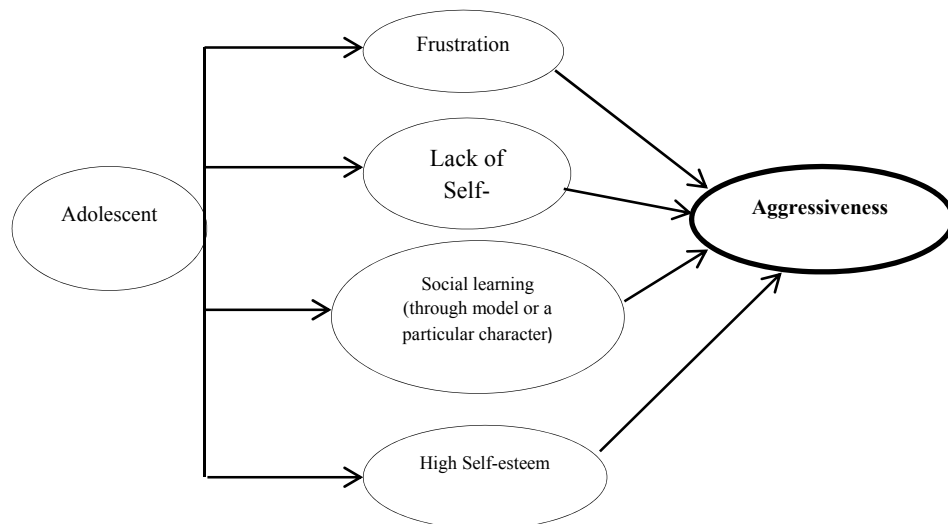 Frustration
Lack of
Self-
Adolescent
Aggressiveness
Social learning
(through model or a
particular character)
High Self-esteem